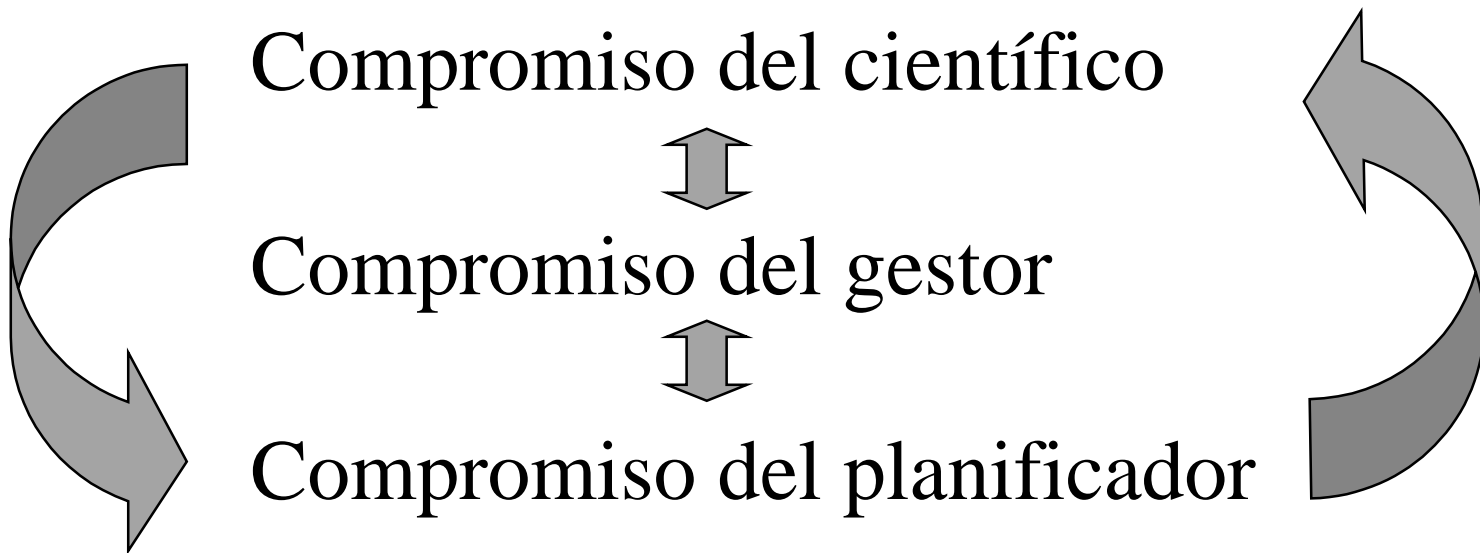 Compromiso del científico
Compromiso del gestor
Compromiso del planificador